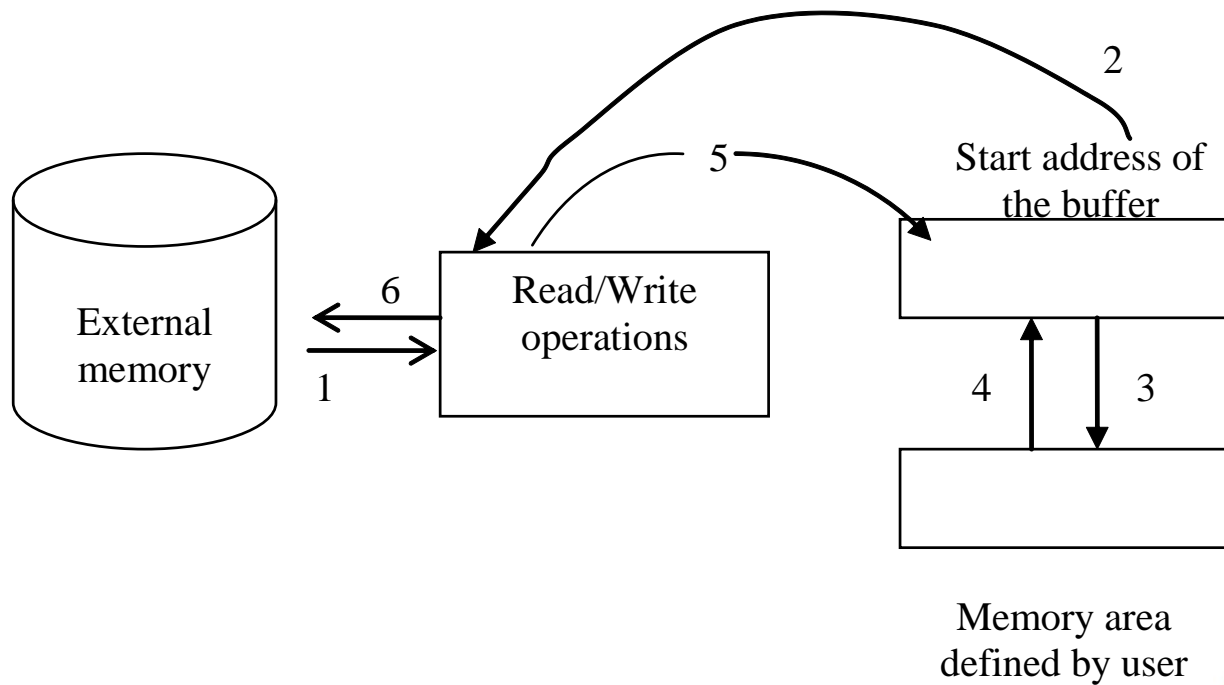 2
5
Start address of
the buffer
External
memory
6
1
Read/Write
operations
4
3
Memory area
defined by user